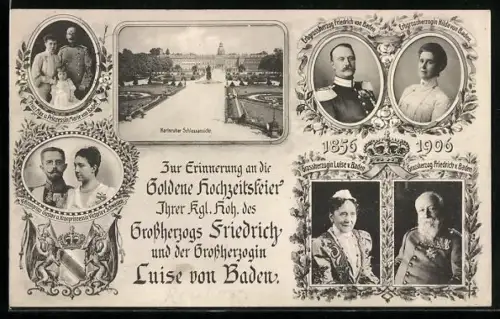 Erbgrossherzog Friedrich von Baden
Erbgrossherzogin Hilda von Baden
Karlsruher Schlossansicht.
1856 1906
Grossherzogin Luise v. Baden
Grossherzog Friedrich v. Baden
Zur Erinnerung an die
Goldene Hochzeitsfeier
Ihrer Kgl. Hoh. des
Großherzogs Friedrich
und der Großherzogin
Luise von Baden.